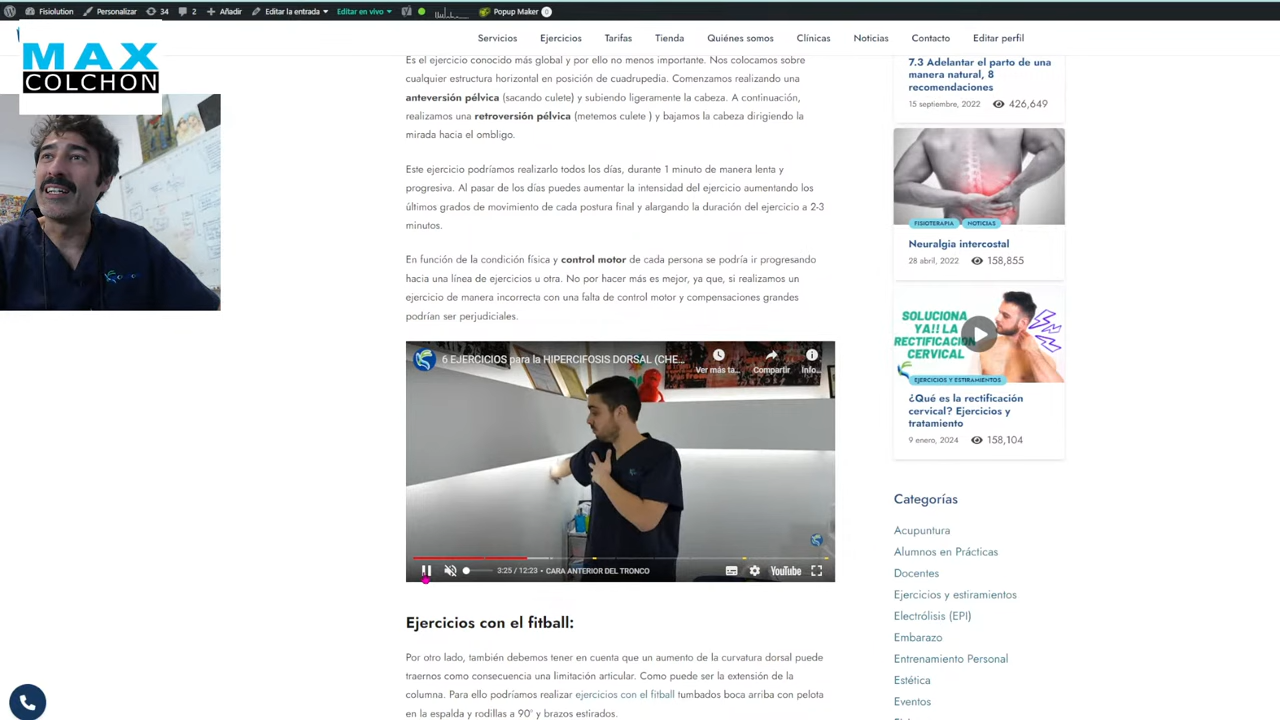 Fisiolution
Personalizar
34
2
Añadir
Editar la entrada
Editar en vivo
Popup Maker
0
MAX
COLCHON
Servicios
Ejercicios
Tarifas
Tienda
Quiénes somos
Clínicas
Noticias
Contacto
Editar perfil
Es el ejercicio conocido más global y por ello no menos importante. Nos colocamos sobre
cualquier estructura horizontal en posición de cuadrupedia. Comenzamos realizando una
anteversión pélvica (sacando culete) y subiendo ligeramente la cabeza. A continuación,
realizamos una retroversión pélvica (metemos culete ) y bajamos la cabeza dirigiendo la
mirada hacia el ombligo.
Este ejercicio podríamos realizarlo todos los días, durante 1 minuto de manera lenta y
progresiva. Al pasar de los días puedes aumentar la intensidad del ejercicio aumentando los
últimos grados de movimiento de cada postura final y alargando la duración del ejercicio a 2-3
minutos.
En función de la condición física y control motor de cada persona se podría ir progresando
hacia una línea de ejercicios u otra. No por hacer más es mejor, ya que, si realizamos un
ejercicio de manera incorrecta con una falta de control motor y compensaciones grandes
podrían ser perjudiciales.
6 EJERCICIOS para la HIPERCIFOSIS DORSAL (CHE...
Ver más ta...
Compartir
Info...
3:25 / 12:23 • CARA ANTERIOR DEL TRONCO
YouTube
Ejercicios con el fitball:
Por otro lado, también debemos tener en cuenta que un aumento de la curvatura dorsal puede
traernos como consecuencia una limitación articular. Como puede ser la extensión de la
columna. Para ello podríamos realizar ejercicios con el fitball tumbados boca arriba con pelota
en la espalda y rodillas a 90º y brazos estirados.
7.3 Adelantar el parto de una
manera natural, 8
recomendaciones
15 septiembre, 2022
426,649
FISIOTERAPIA
NOTICIAS
Neuralgia intercostal
28 abril, 2022
158,855
SOLUCIONA
YA!! LA
RECTIFICACIÓN
CERVICAL
EJERCICIOS Y ESTIRAMIENTOS
¿Qué es la rectificación
cervical? Ejercicios y
tratamiento
9 enero, 2024
158,104
Categorías
Acupuntura
Alumnos en Prácticas
Docentes
Ejercicios y estiramientos
Electrólisis (EPI)
Embarazo
Entrenamiento Personal
Estética
Eventos